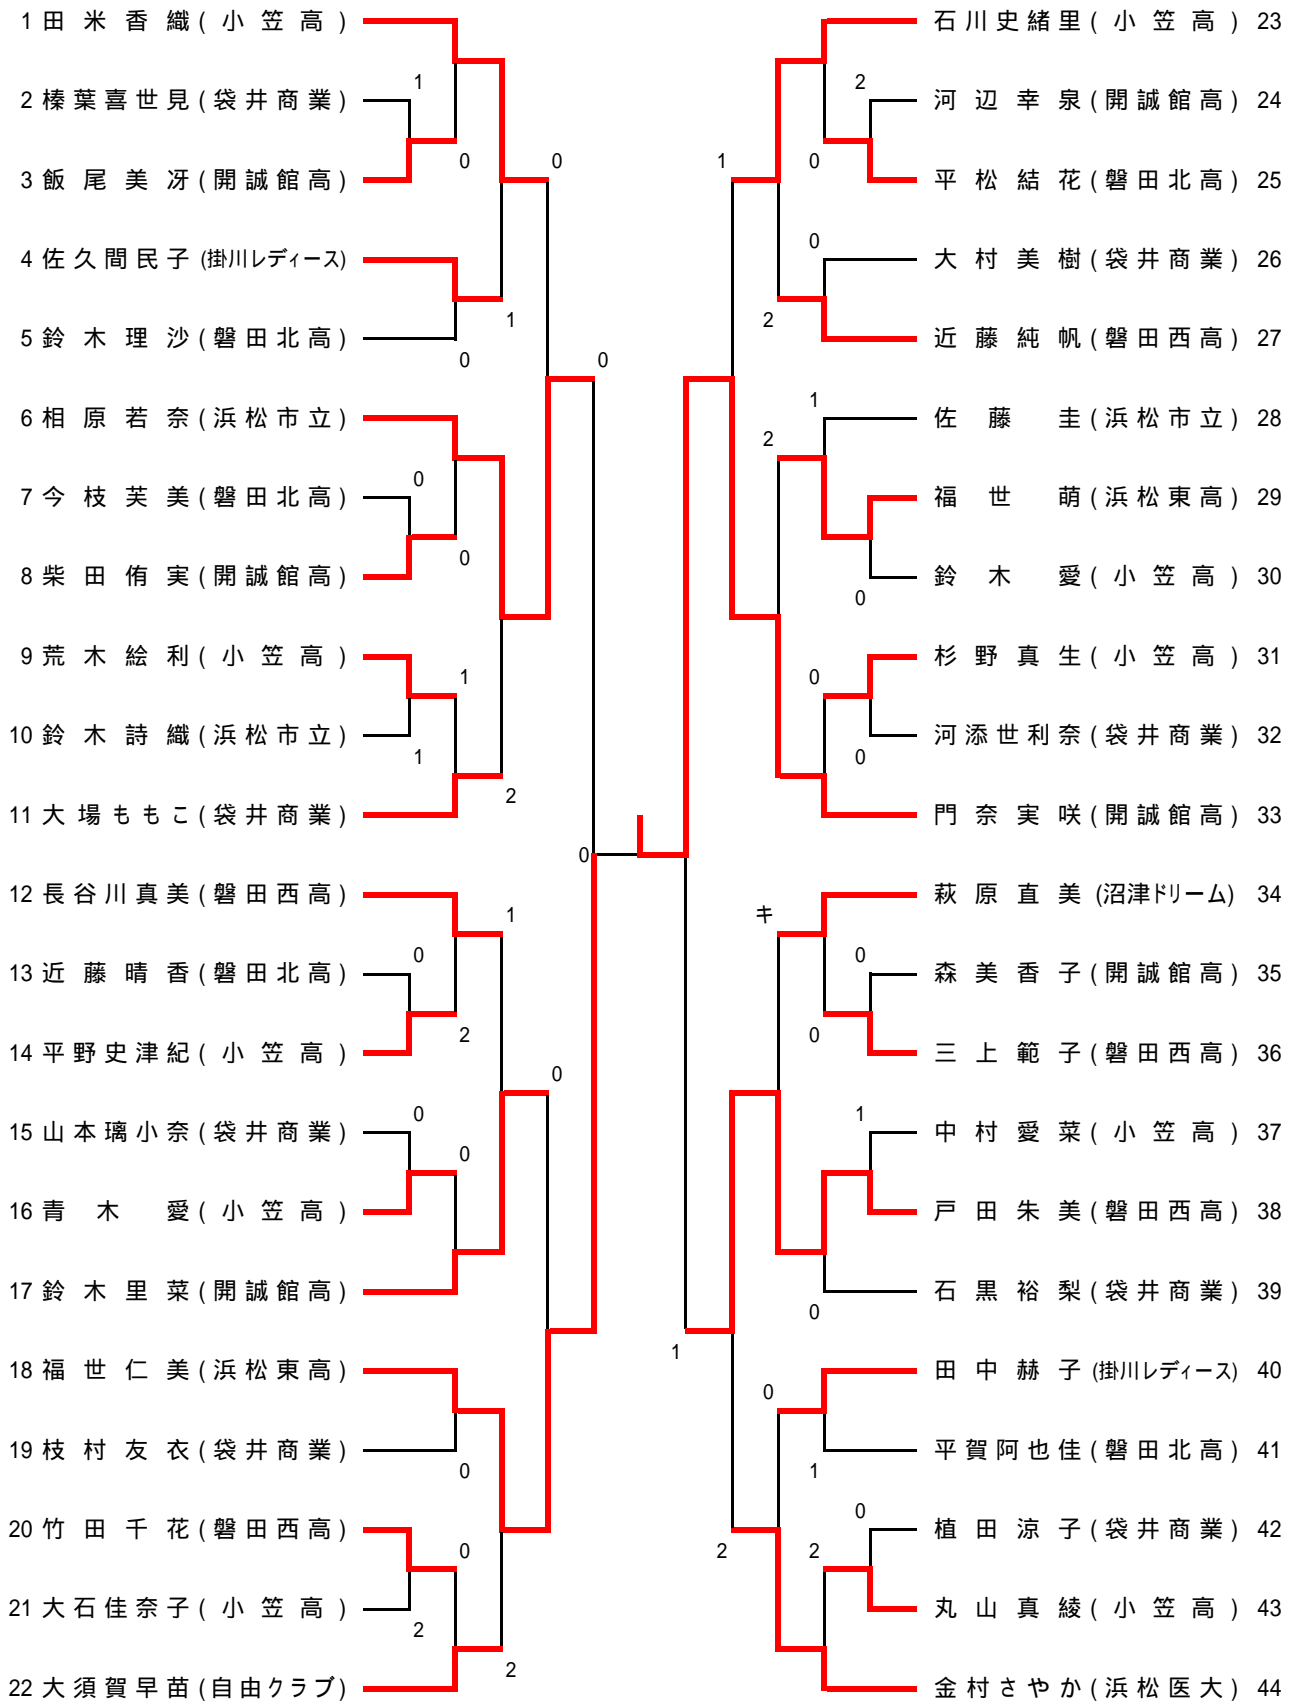 1 田米香織(小笠高)
2 榛葉喜世見(袋井商業)
3 飯尾美冴(開誠館高)
4 佐久間民子(掛川レディース)
5 鈴木理沙(磐田北高)
6 相原若奈(浜松市立)
7 今枝芙美(磐田北高)
8 柴田侑実(開誠館高)
9 荒木絵利(小笠高)
10 鈴木詩織(浜松市立)
11 大場ももこ(袋井商業)
12 長谷川真美(磐田西高)
13 近藤晴香(磐田北高)
14 平野史津紀(小笠高)
15 山本璃小奈(袋井商業)
16 青木愛(小笠高)
17 鈴木里菜(開誠館高)
18 福世仁美(浜松東高)
19 枝村友衣(袋井商業)
20 竹田千花(磐田西高)
21 大石佳奈子(小笠高)
22 大須賀早苗(自由クラブ)
1
0
0
1
0
0
0
0
1
1
2
0
0
1
0
2
0
0
0
0
0
2
2
石川史緒里(小笠高) 23
河辺幸泉(開誠館高) 24
平松結花(磐田北高) 25
大村美樹(袋井商業) 26
近藤純帆(磐田西高) 27
佐藤圭(浜松市立) 28
福世萌(浜松東高) 29
鈴木愛(小笠高) 30
杉野真生(小笠高) 31
河添世利奈(袋井商業) 32
門奈実咲(開誠館高) 33
萩原直美(沼津ドリーム) 34
森美香子(開誠館高) 35
三上範子(磐田西高) 36
中村愛菜(小笠高) 37
戸田朱美(磐田西高) 38
石黒裕梨(袋井商業) 39
田中赫子(掛川レディース) 40
平賀阿也佳(磐田北高) 41
植田涼子(袋井商業) 42
丸山真綾(小笠高) 43
金村さやか(浜松医大) 44
2
1
0
0
2
1
2
0
0
0
キ
0
0
1
0
1
0
1
0
2
2